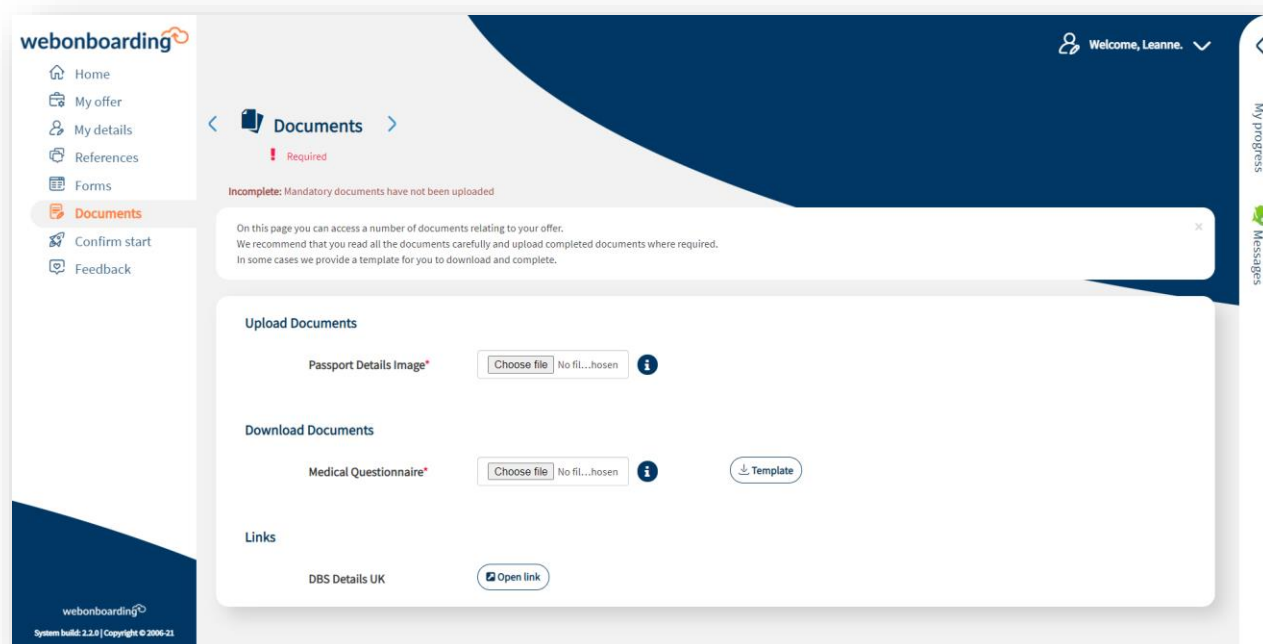 webonboarding
Home
My offer
My details
References
Forms
Documents
Confirm start
Feedback
webonboarding
System build: 2.2.0 | Copyright © 2006-21
Welcome, Leanne.
Documents
! Required
Incomplete: Mandatory documents have not been uploaded
On this page you can access a number of documents relating to your offer.
We recommend that you read all the documents carefully and upload completed documents where required.
In some cases we provide a template for you to download and complete.
×
Upload Documents
Passport Details Image* Choose file No fil...hosen i
Download Documents
Medical Questionnaire* Choose file No fil...hosen i Template
Links
DBS Details UK Open link
My progress
Messages